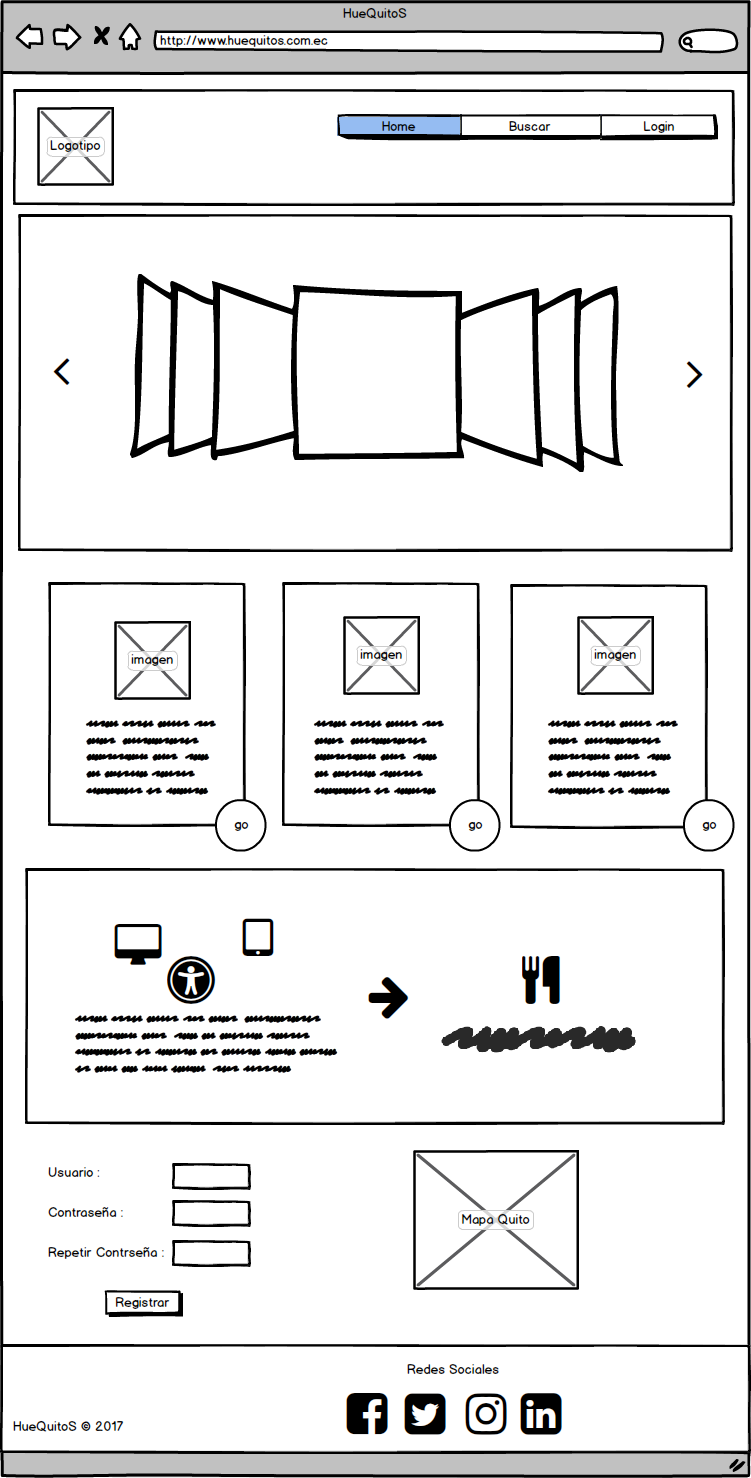 HueQuitoS
http://www.huequitos.com.ec
Logotipo
Home Buscar Login
imagen imagen imagen
go go go
Usuario :
Contraseña :
Repetir Contrseña :
Registrar
Mapa Quito
Redes Sociales
HueQuitoS © 2017